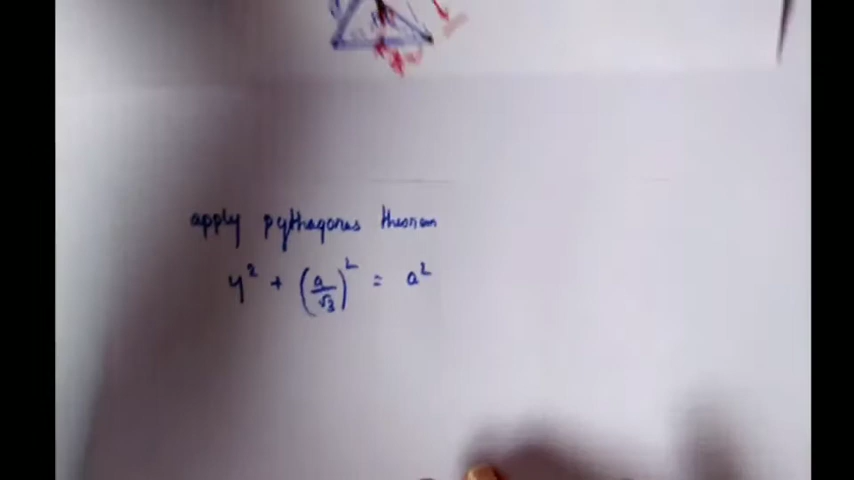 apply pythagoras theorem
y² + (a/√3)² = a²